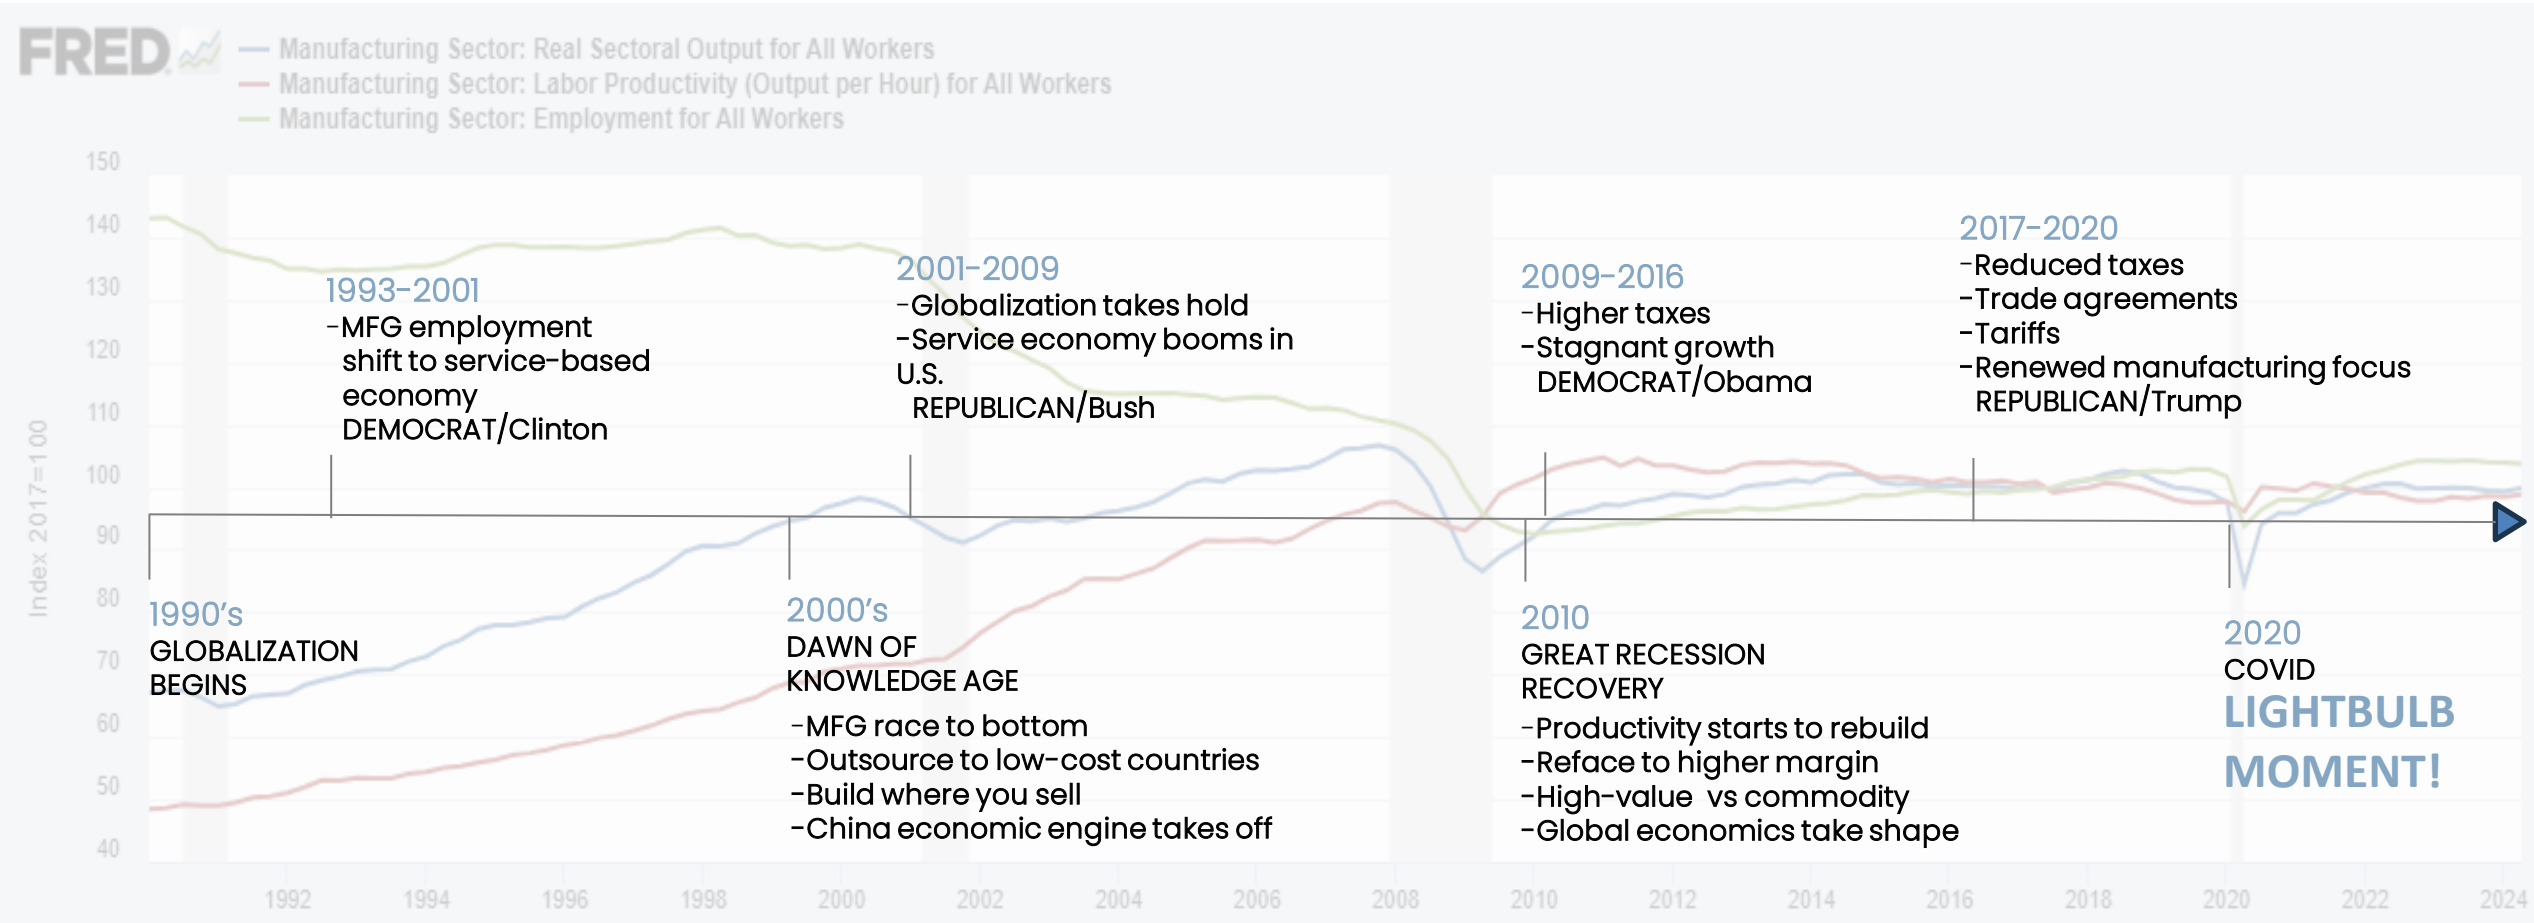 FRED
Manufacturing Sector: Real Sectoral Output for All Workers
Manufacturing Sector: Labor Productivity (Output per Hour) for All Workers
Manufacturing Sector: Employment for All Workers
150
140
130
120
110
100
90
80
70
60
50
40
Index 2017=100
1993-2001
-MFG employment
shift to service-based
economy
DEMOCRAT/Clinton
2001-2009
-Globalization takes hold
-Service economy booms in
U.S.
REPUBLICAN/Bush
2009-2016
-Higher taxes
-Stagnant growth
DEMOCRAT/Obama
2017-2020
-Reduced taxes
-Trade agreements
-Tariffs
-Renewed manufacturing focus
REPUBLICAN/Trump
1990's
GLOBALIZATION
BEGINS
2000's
DAWN OF
KNOWLEDGE AGE
-MFG race to bottom
-Outsource to low-cost countries
-Build where you sell
-China economic engine takes off
2010
GREAT RECESSION
RECOVERY
-Productivity starts to rebuild
-Reface to higher margin
-High-value vs commodity
-Global economics take shape
2020
COVID
LIGHTBULB
MOMENT!
1992 1994 1996 1998 2000 2002 2004 2006 2008 2010 2012 2014 2016 2018 2020 2022 2024